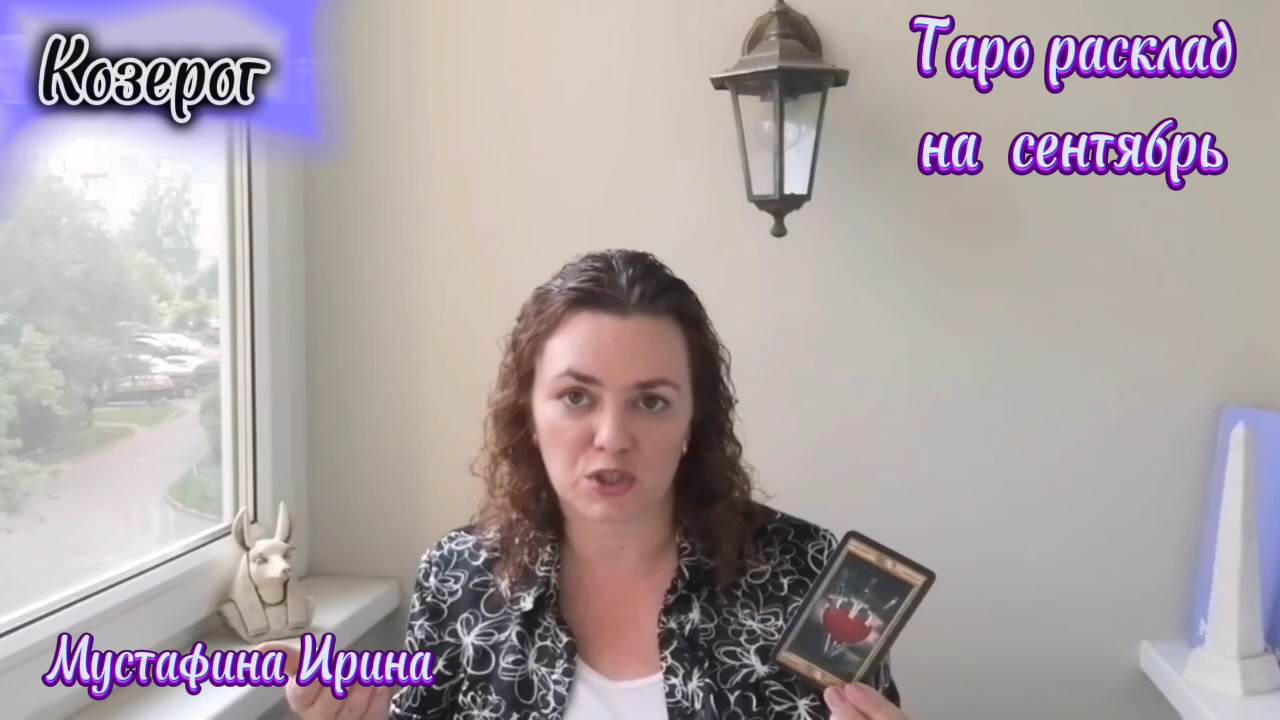 Козерог
Таро расклад
на сентябрь
Мустафина Ирина